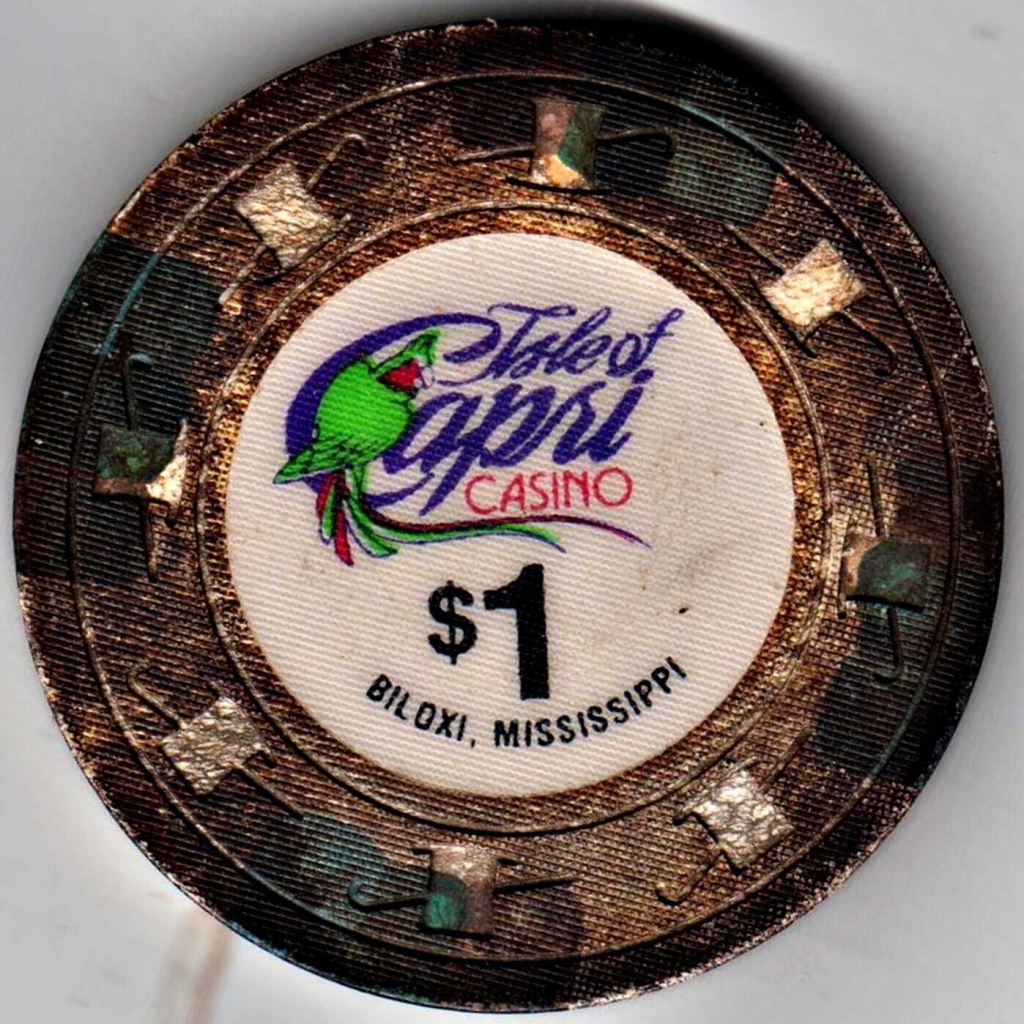 Isle of
Capri
CASINO
$1
BILOXI, MISSISSIPPI